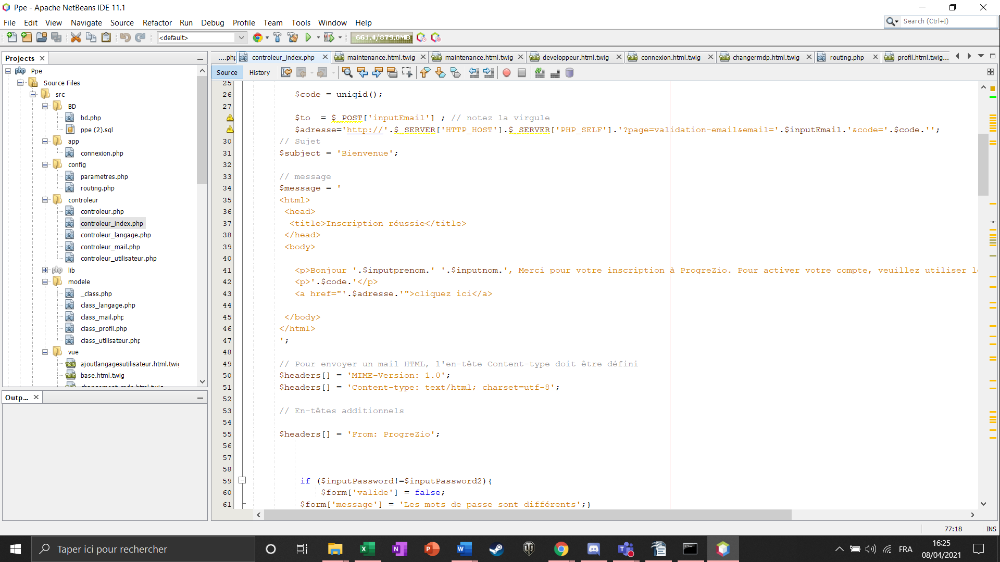 Ppe - Apache NetBeans IDE 11.1
File Edit View Navigate Source Refactor Run Debug Profile Team Tools Window Help
Search (Ctrl+I)
<default>
661,4/879,0MB
Projects
....php controleur_index.php maintenance.html.twig maintenance.html.twig developpeur.html.twig connexion.html.twig changermdp.html.twig routing.php profil.html.twig...
Source History
Ppe
Source Files
src
BD
bd.php
ppe (2).sql
app
connexion.php
config
parametres.php
routing.php
controleur
controleur.php
controleur_index.php
controleur_langage.php
controleur_mail.php
controleur_utilisateur.php
lib
modele
_class.php
class_langage.php
class_mail.php
class_profil.php
class_utilisateur.php
vue
ajoutlangagesutilisateur.html.twig
base.html.twig
Outp...
25
26 $code = uniqid();
27
$to  = $_POST['inputEmail'] ; // notez la virgule
$adresse='http://'.$_SERVER['HTTP_HOST'].$_SERVER['PHP_SELF'].'?page=validation-email&email='.$inputEmail.'&code='.$code.'';
30 // Sujet
31 $subject = 'Bienvenue';
32
33 // message
34 $message = '
35 <html>
36 <head>
37 <title>Inscription réussie</title>
38 </head>
39 <body>
40
41 <p>Bonjour '.$inputprenom.' '.$inputnom.', Merci pour votre inscription à ProgreZio. Pour activer votre compte, veuillez utiliser l
42 <p>'.$code.'</p>
43 <a href="'.$adresse.'">cliquez ici</a>
44
45 </body>
46 </html>
47 ';
48
49 // Pour envoyer un mail HTML, l'en-tête Content-type doit être défini
50 $headers[] = 'MIME-Version: 1.0';
51 $headers[] = 'Content-type: text/html; charset=utf-8';
52
53 // En-têtes additionnels
54
55 $headers[] = 'From: ProgreZio';
56
57
58
59 if ($inputPassword!=$inputPassword2){
60 $form['valide'] = false;
61 $form['message'] = 'Les mots de passe sont différents';}
77:18 INS
Taper ici pour rechercher
FRA
16:25
08/04/2021